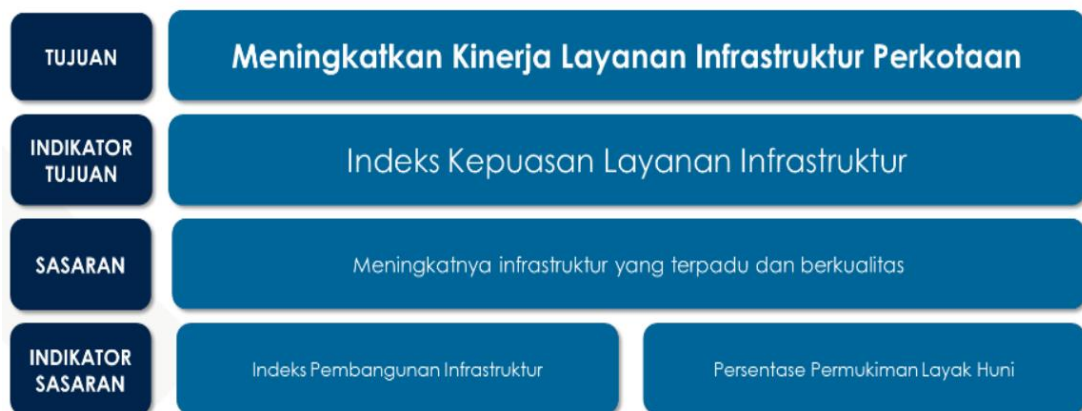 TUJUAN
Meningkatkan Kinerja Layanan Infrastruktur Perkotaan
INDIKATOR
TUJUAN
Indeks Kepuasan Layanan Infrastruktur
SASARAN
Meningkatnya infrastruktur yang terpadu dan berkualitas
INDIKATOR
SASARAN
Indeks Pembangunan Infrastruktur
Persentase Permukiman Layak Huni